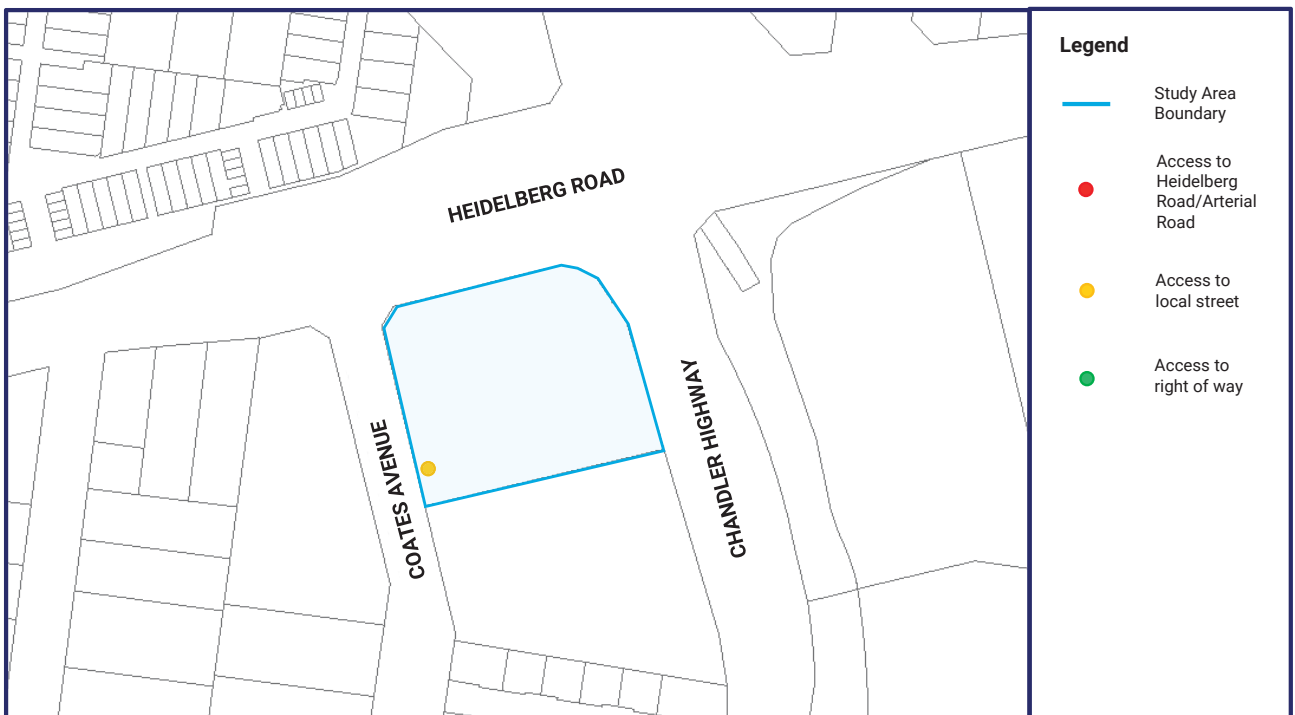 HEIDELBERG ROAD
COATES AVENUE
CHANDLER HIGHWAY
Legend
Study Area
Boundary
Access to
Heidelberg
Road/Arterial
Road
Access to
local street
Access to
right of way